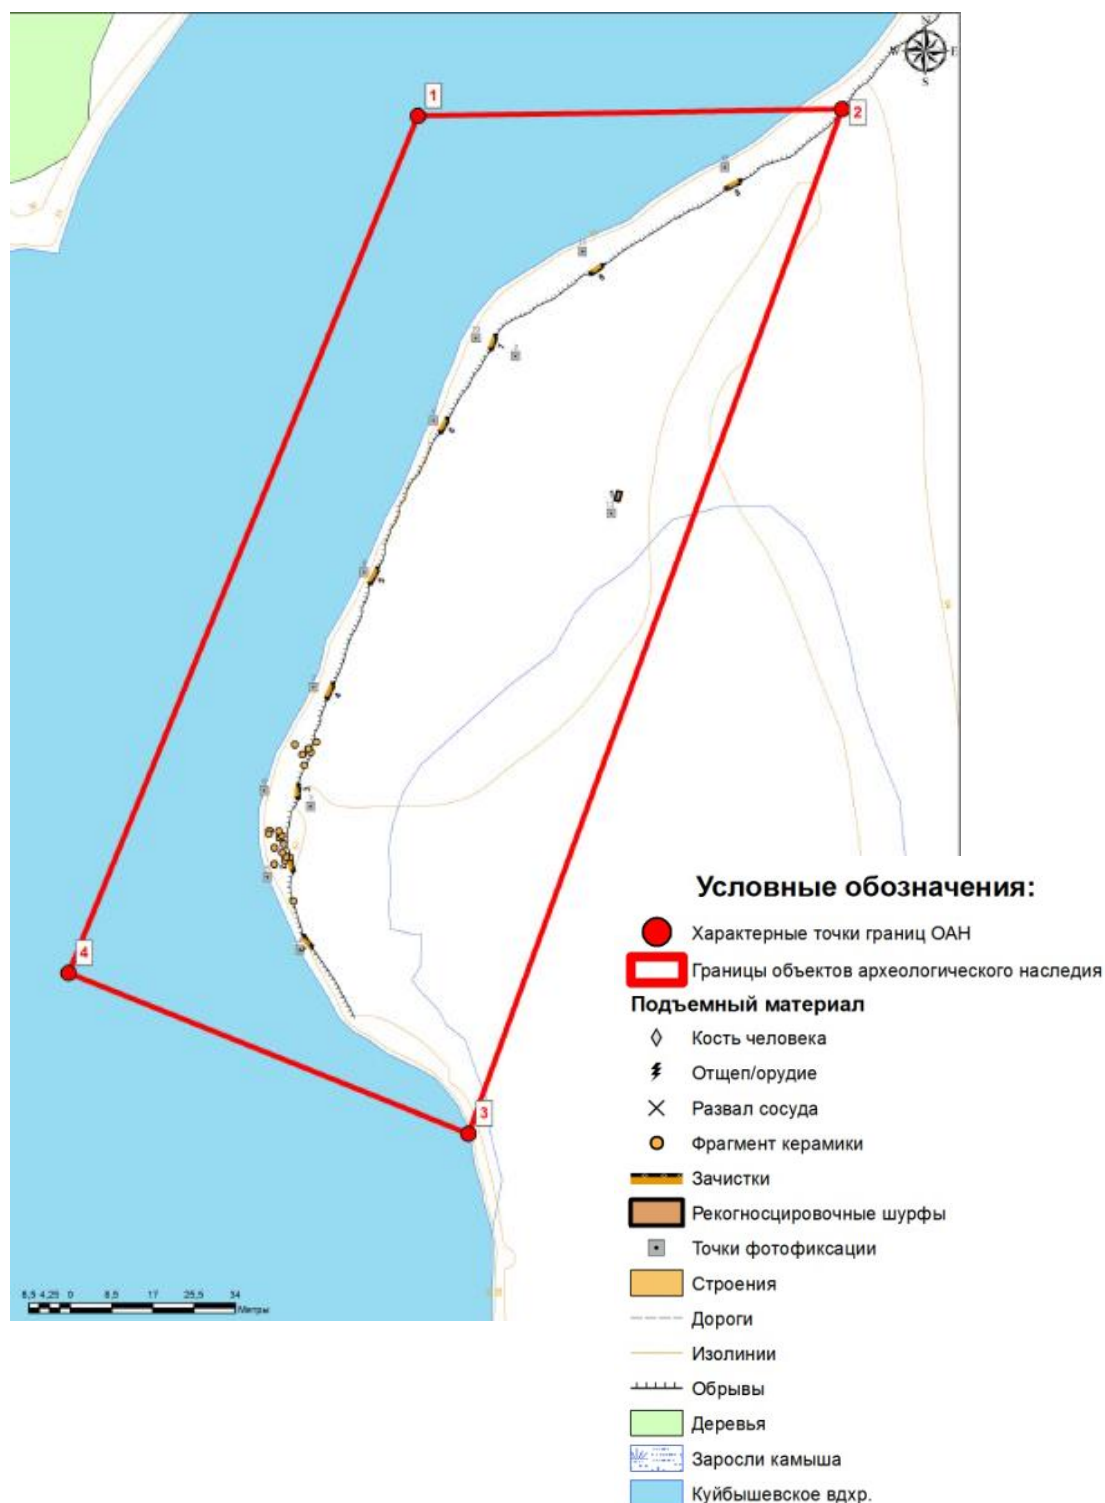 N
W E
S
1
2
3
4
8,5 4,25 0 8,5 17 25,5 34
Метры
Условные обозначения:
Характерные точки границ ОАН
Границы объектов археологического наследия
Подъемный материал
Кость человека
Отщеп/орудие
Развал сосуда
Фрагмент керамики
Зачистки
Рекогносцировочные шурфы
Точки фотофиксации
Строения
Дороги
Изолинии
Обрывы
Деревья
Заросли камыша
Куйбышевское вдхр.